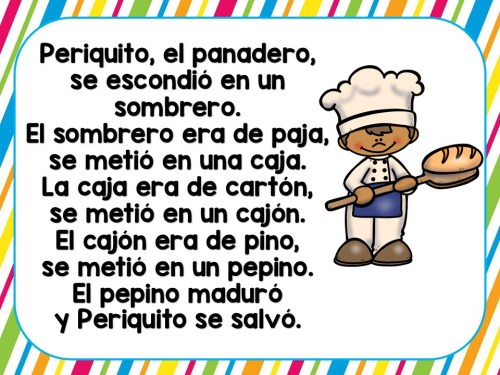 Periquito, el panadero,
se escondió en un
sombrero.
El sombrero era de paja,
se metió en una caja.
La caja era de cartón,
se metió en un cajón.
El cajón era de pino,
se metió en un pepino.
El pepino maduró
y Periquito se salvó.